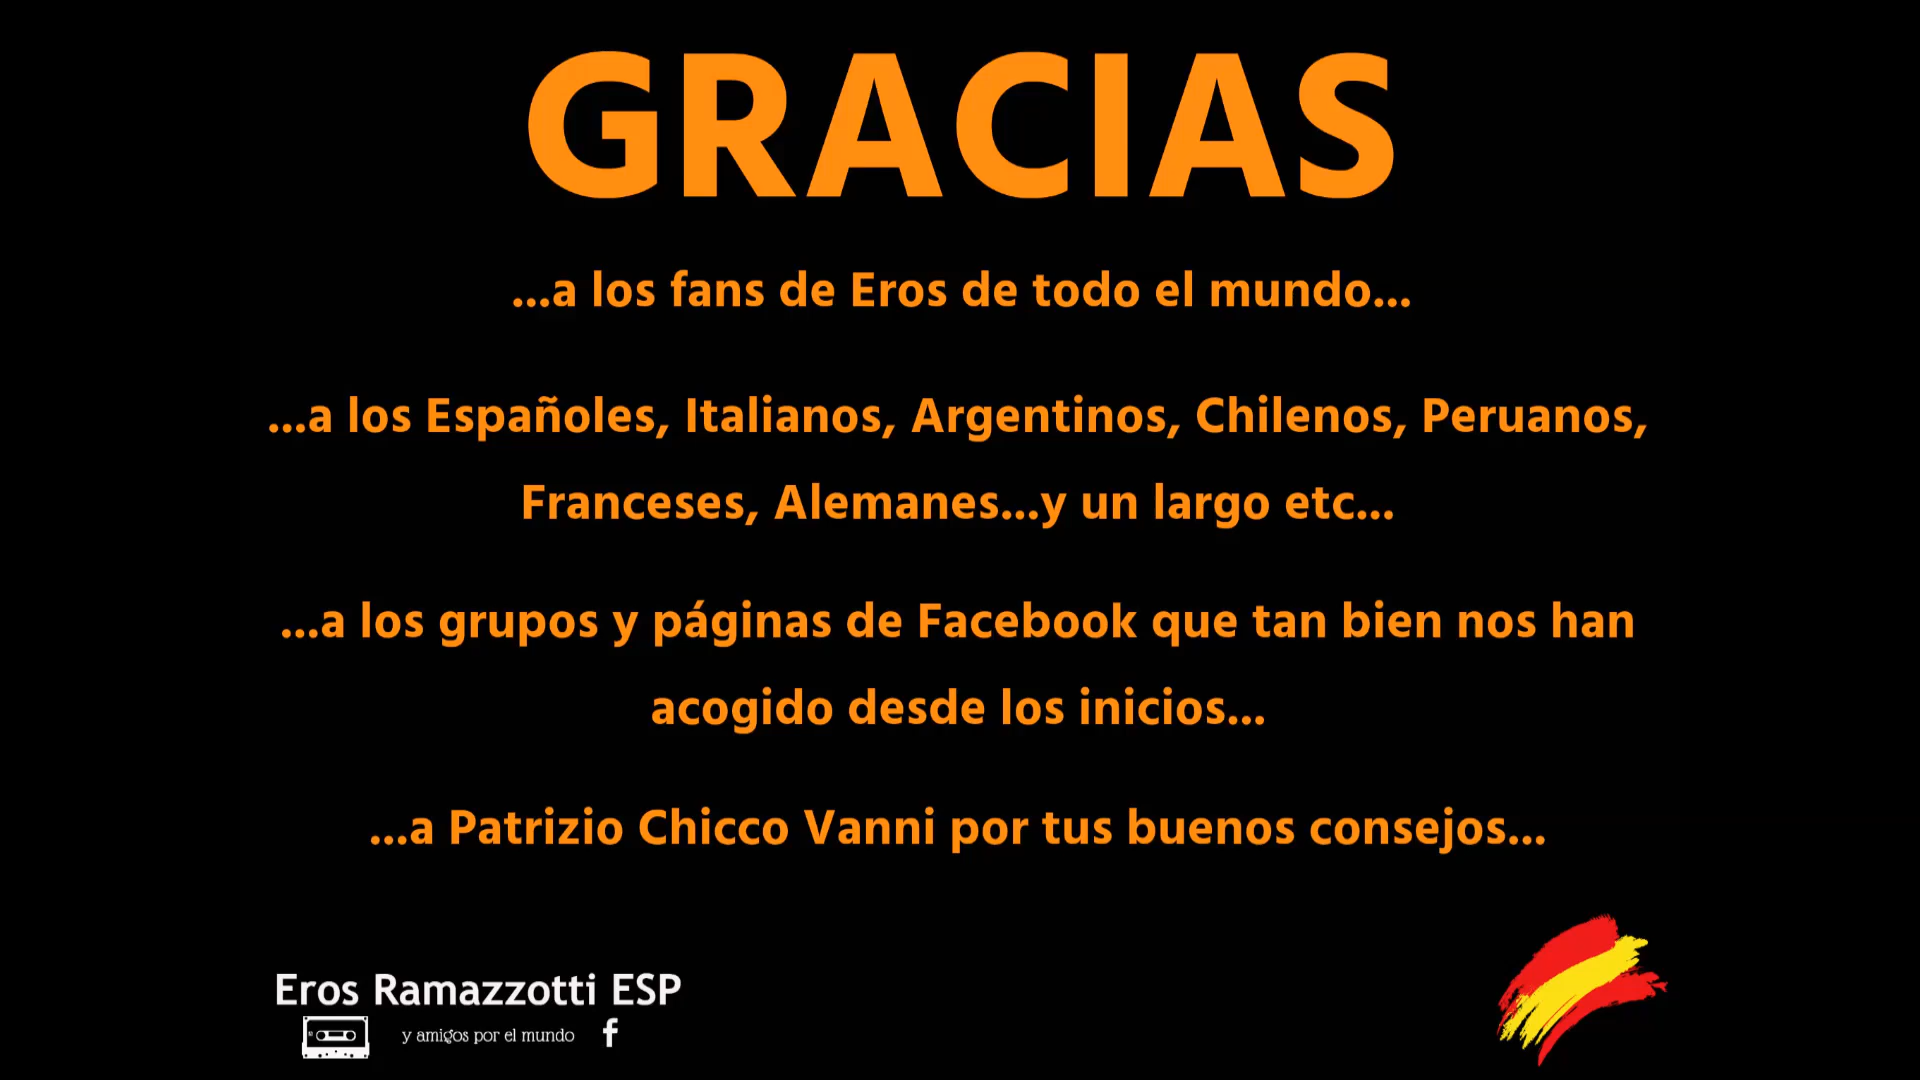 GRACIAS
...a los fans de Eros de todo el mundo...
...a los Españoles, Italianos, Argentinos, Chilenos, Peruanos,
Franceses, Alemanes...y un largo etc...
...a los grupos y páginas de Facebook que tan bien nos han
acogido desde los inicios...
...a Patrizio Chicco Vanni por tus buenos consejos...
Eros Ramazzotti ESP
y amigos por el mundo f